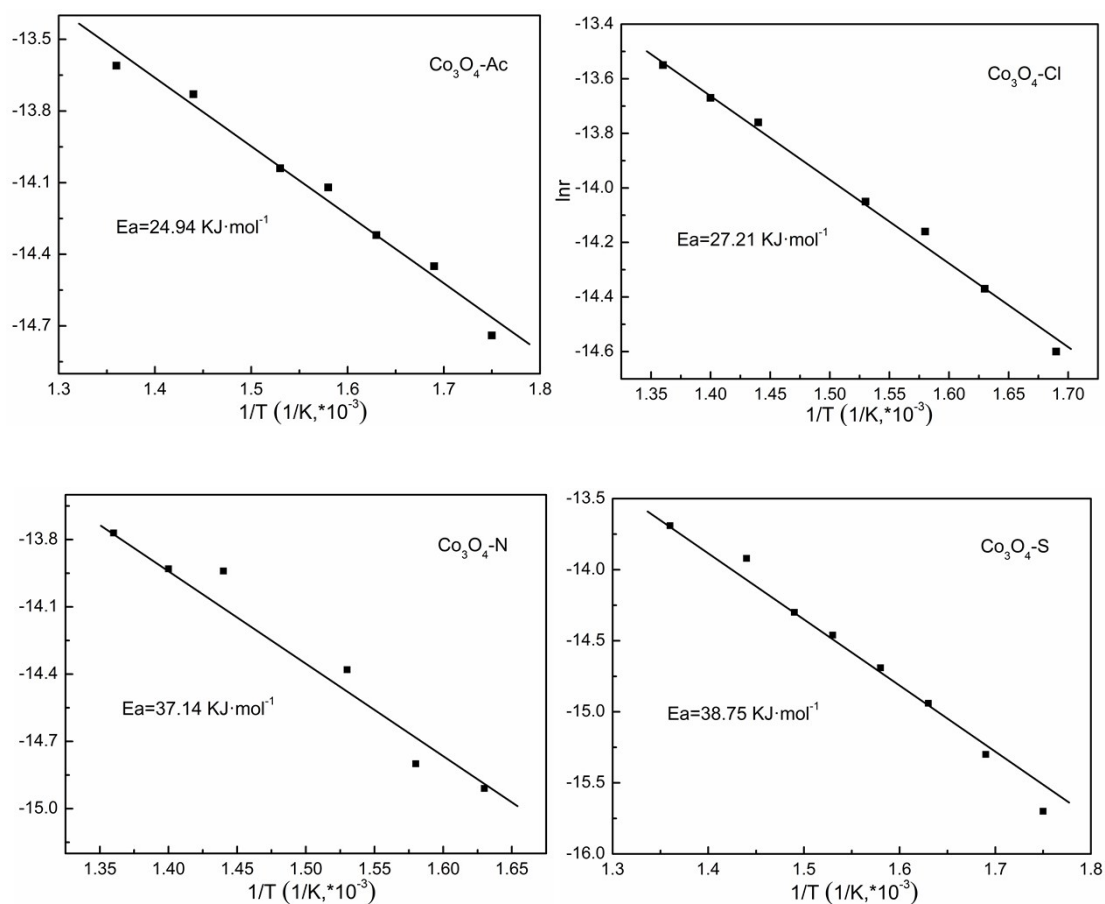 -13.5
-13.8
-14.1
-14.4
-14.7
Co₃O₄-Ac
Ea=24.94 KJ·mol⁻¹
1.3 1.4 1.5 1.6 1.7 1.8
1/T (1/K,*10⁻³)
-13.4
-13.6
-13.8
-14.0
-14.2
-14.4
-14.6
lnr
Co₃O₄-Cl
Ea=27.21 KJ·mol⁻¹
1.35 1.40 1.45 1.50 1.55 1.60 1.65 1.70
1/T (1/K,*10⁻³)
-13.8
-14.1
-14.4
-14.7
-15.0
Co₃O₄-N
Ea=37.14 KJ·mol⁻¹
1.35 1.40 1.45 1.50 1.55 1.60 1.65
1/T (1/K,*10⁻³)
-13.5
-14.0
-14.5
-15.0
-15.5
-16.0
Co₃O₄-S
Ea=38.75 KJ·mol⁻¹
1.3 1.4 1.5 1.6 1.7 1.8
1/T (1/K,*10⁻³)